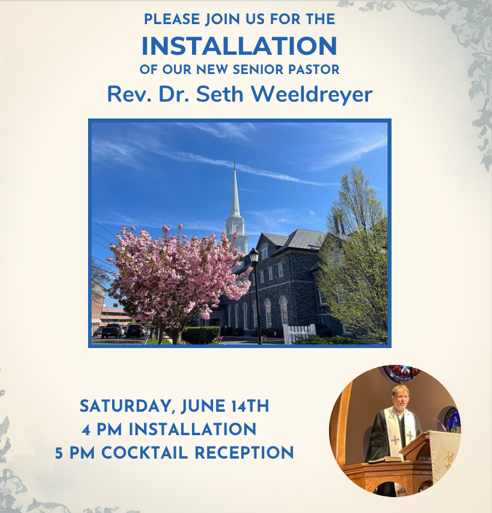 PLEASE JOIN US FOR THE
INSTALLATION
OF OUR NEW SENIOR PASTOR
Rev. Dr. Seth Weeldreyer
SATURDAY, JUNE 14TH
4 PM INSTALLATION
5 PM COCKTAIL RECEPTION